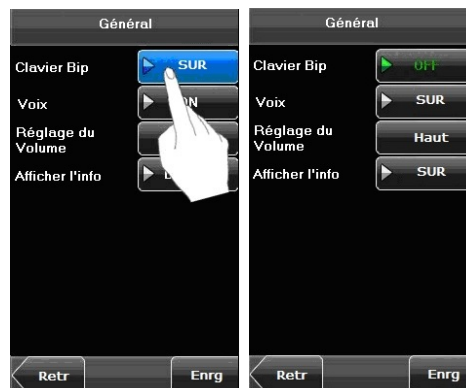 Général
Clavier Bip
SUR
Voix
Réglage du
Volume
Afficher l'info
Retr
Enrg
Général
Clavier Bip
OFF
Voix
SUR
Réglage du
Volume
Haut
Afficher l'info
SUR
Retr
Enrg